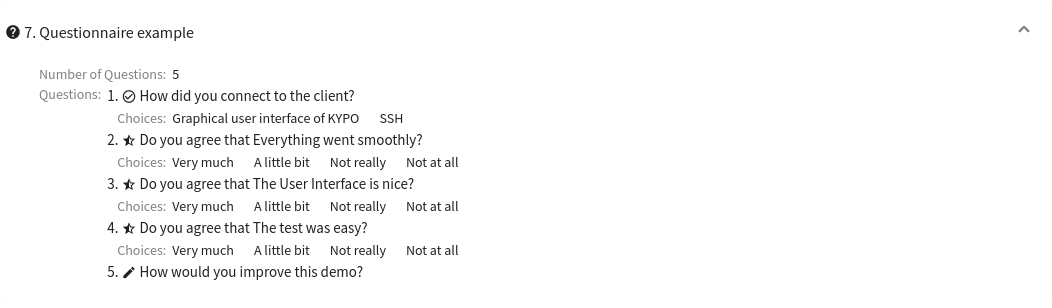 7. Questionnaire example
Number of Questions: 5
Questions: 1. How did you connect to the client?
Choices: Graphical user interface of KYPO SSH
2. Do you agree that Everything went smoothly?
Choices: Very much A little bit Not really Not at all
3. Do you agree that The User Interface is nice?
Choices: Very much A little bit Not really Not at all
4. Do you agree that The test was easy?
Choices: Very much A little bit Not really Not at all
5. How would you improve this demo?